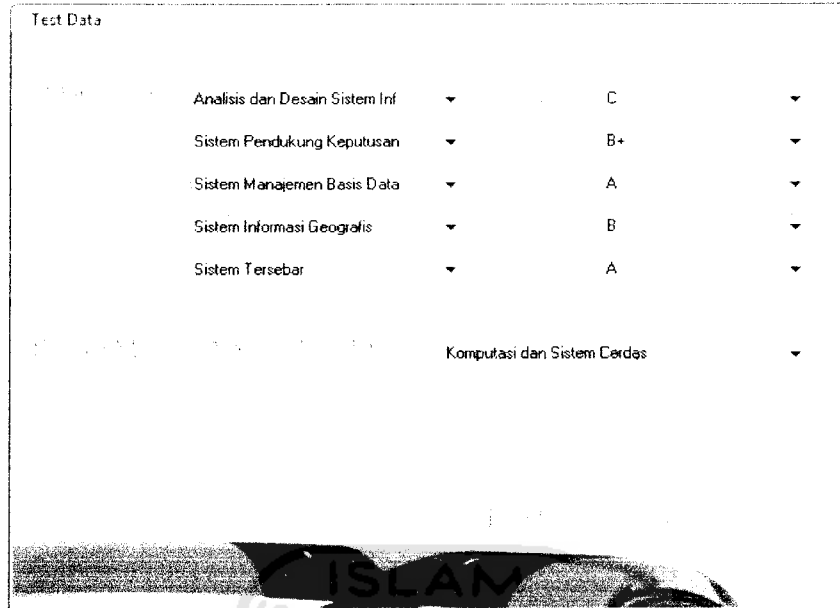 Test Data
Analisis dan Desain Sistem Inf C
Sistem Pendukung Keputusan B+
Sistem Manajemen Basis Data A
Sistem Informasi Geografis B
Sistem Tersebar A
Komputasi dan Sistem Cerdas
ISLAM